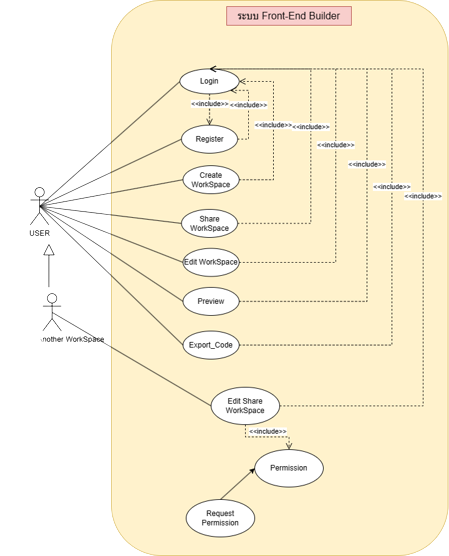 ระบบ Front-End Builder
Login
<<include>>
<<include>>
Register
<<include>>
<<include>>
<<include>>
<<include>>
<<include>>
<<include>>
Create
WorkSpace
Share
WorkSpace
USER
Edit WorkSpace
Preview
nother WorkSpace
Export_Code
Edit Share
WorkSpace
<<include>>
Permission
Request
Permission